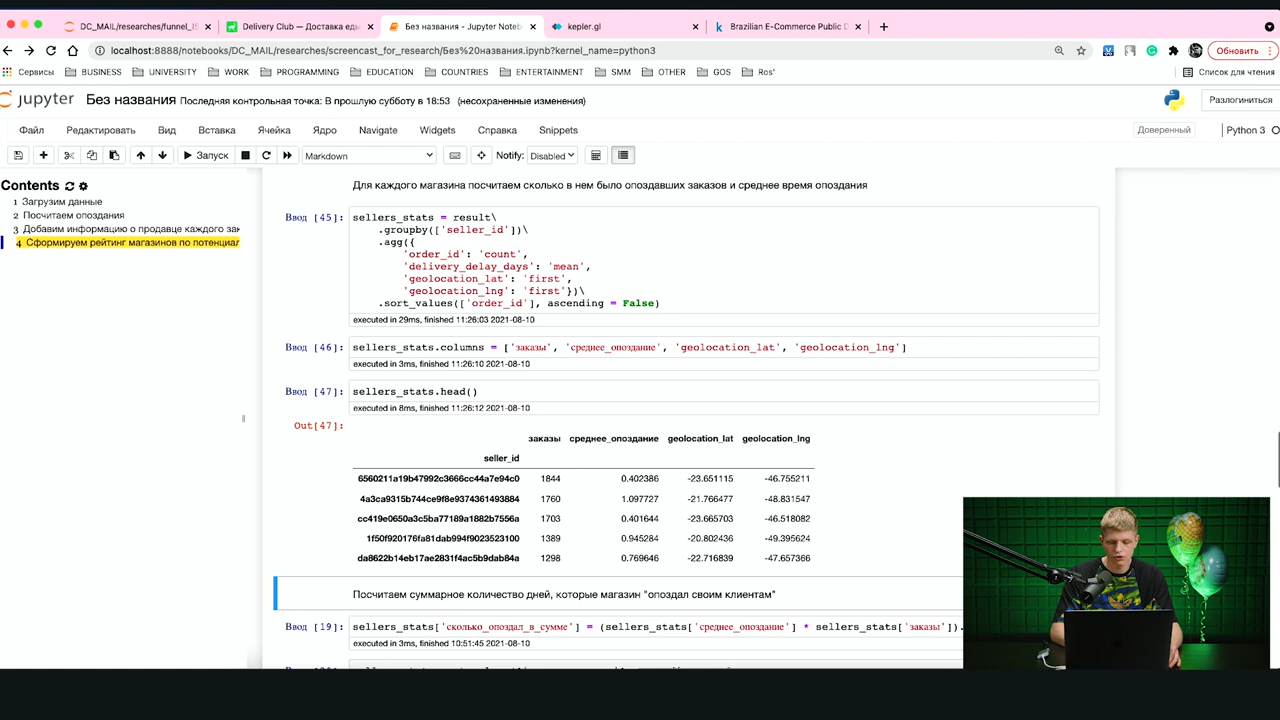 DC_MAIL/researches/funnel_IS
Delivery Club — Доставка еды
Без названия - Jupyter Noteb
kepler.gl
Brazilian E-Commerce Public D
localhost:8888/notebooks/DC_MAIL/researches/screencast_for_research/Без%20названия.ipynb?kernel_name=python3
Обновить
Сервисы BUSINESS UNIVERSITY WORK PROGRAMMING EDUCATION COUNTRIES ENTERTAINMENT SMM OTHER GOS Ros'
Список для чтения
jupyter Без названия Последняя контрольная точка: В прошлую субботу в 18:53 (несохраненные изменения)
Разлогиниться
Файл Редактировать Вид Вставка Ячейка Ядро Navigate Widgets Справка Snippets
Доверенный Python 3
Запуск Markdown Notify: Disabled
Contents
1 Загрузим данные
2 Посчитаем опоздания
3 Добавим информацию о продавце каждого зак
4 Сформируем рейтинг магазинов по потенциал
Для каждого магазина посчитаем сколько в нем было опоздавших заказов и среднее время опоздания
Ввод [45]: sellers_stats = result\
.groupby(['seller_id'])\
.agg({
'order_id': 'count',
'delivery_delay_days': 'mean',
'geolocation_lat': 'first',
'geolocation_lng': 'first'})\
.sort_values(['order_id'], ascending = False)
executed in 29ms, finished 11:26:03 2021-08-10
Ввод [46]: sellers_stats.columns = ['заказы', 'среднее_опоздание', 'geolocation_lat', 'geolocation_lng']
executed in 3ms, finished 11:26:10 2021-08-10
Ввод [47]: sellers_stats.head()
executed in 8ms, finished 11:26:12 2021-08-10
Out[47]:
заказы среднее_опоздание geolocation_lat geolocation_lng
seller_id
6560211a19b47992c3666cc44a7e94c0 1844 0.402386 -23.651115 -46.755211
4a3ca9315b744ce9f8e9374361493884 1760 1.097727 -21.766477 -48.831547
cc419e0650a3c5ba77189a1882b7556a 1703 0.401644 -23.665703 -46.518082
1f50f920176fa81dab994f9023523100 1389 0.945284 -20.802436 -49.395624
da8622b14eb17ae2831f4ac5b9dab84a 1298 0.769646 -22.716839 -47.657366
Посчитаем суммарное количество дней, которые магазин "опоздал своим клиентам"
Ввод [19]: sellers_stats['сколько_опоздал_в_сумме'] = (sellers_stats['среднее_опоздание'] * sellers_stats['заказы']).
executed in 3ms, finished 10:51:45 2021-08-10